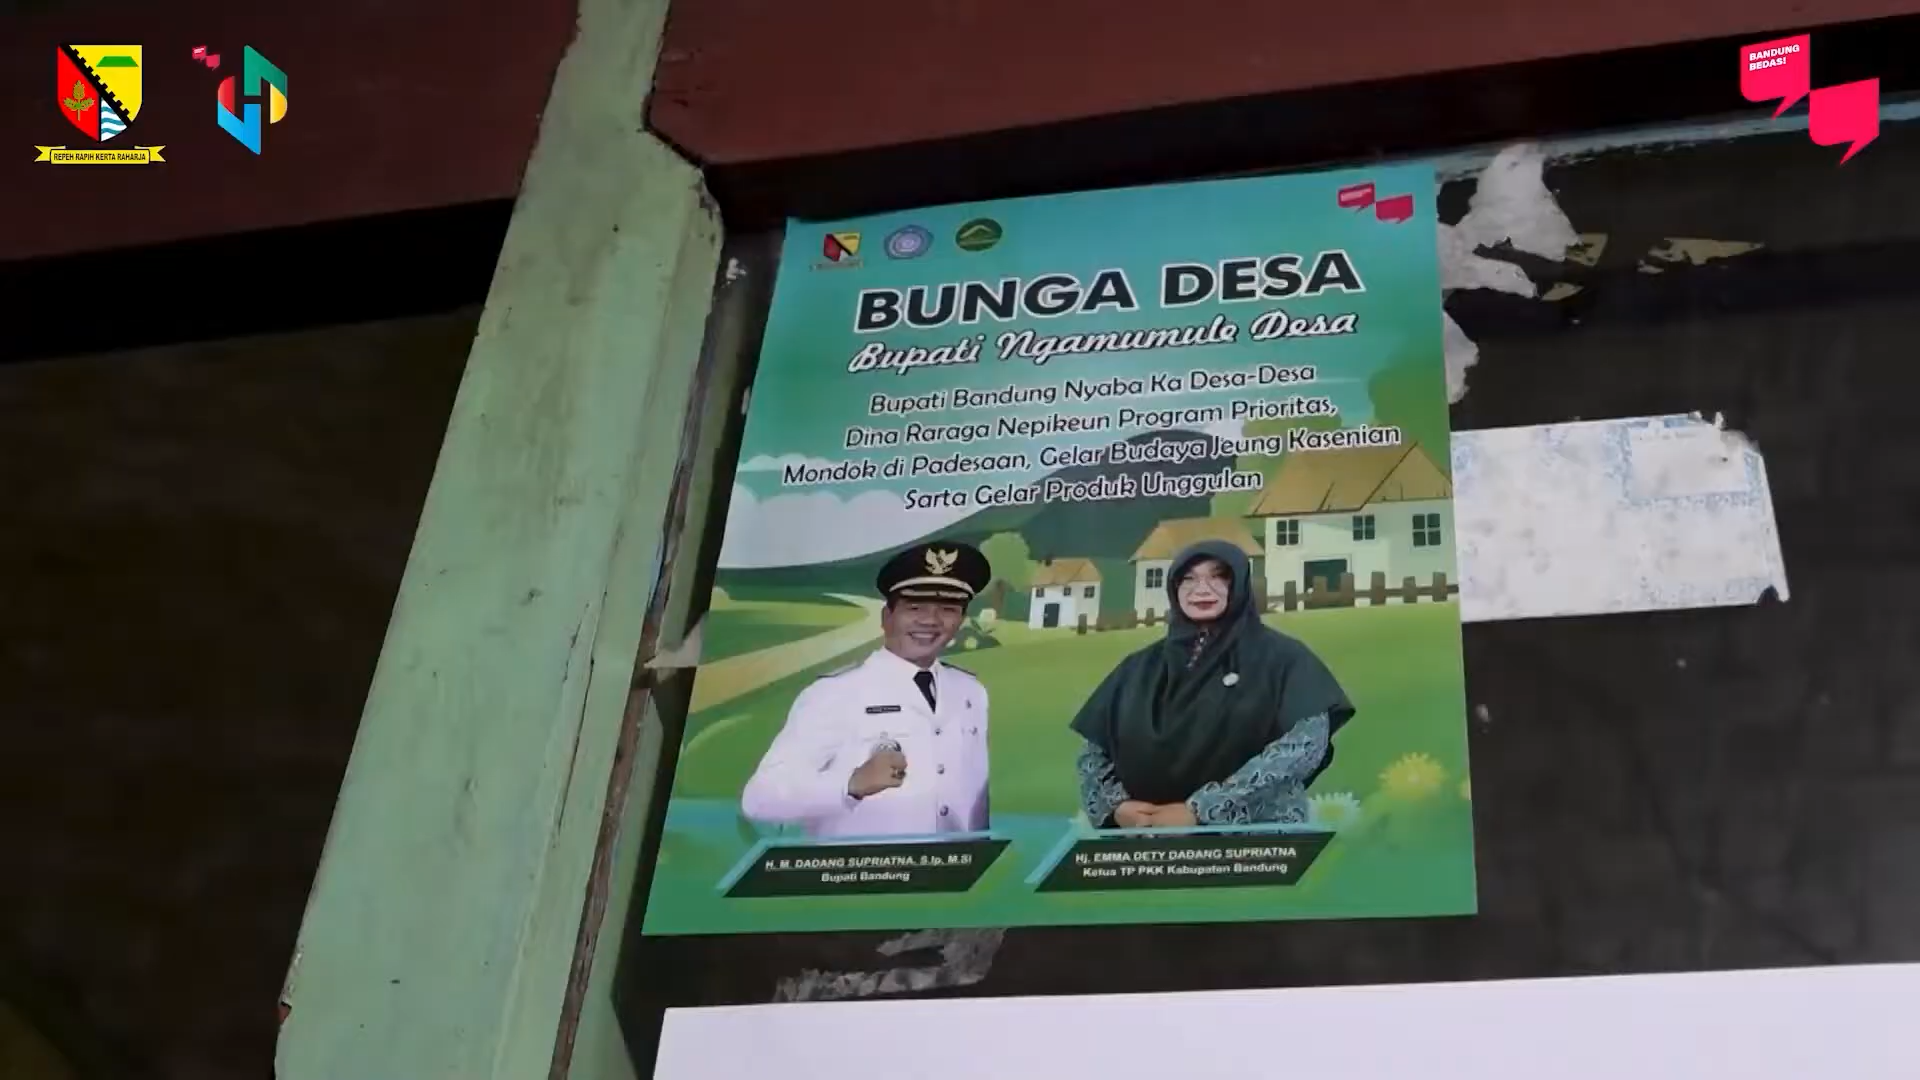 REPEH RAPIH KERTA RAHARJA
BANDUNG
BEDAS!
BUNGA DESA
Bupati Ngamumule Desa
Bupati Bandung Nyaba Ka Desa-Desa
Dina Raraga Nepikeun Program Prioritas,
Mondok di Padesaan, Gelar Budaya Jeung Kasenian
Sarta Gelar Produk Unggulan
H. M. DADANG SUPRIATNA, S.Ip, M.Si
Bupati Bandung
Hj. EMMA DETY DADANG SUPRIATNA
Ketua TP PKK Kabupaten Bandung